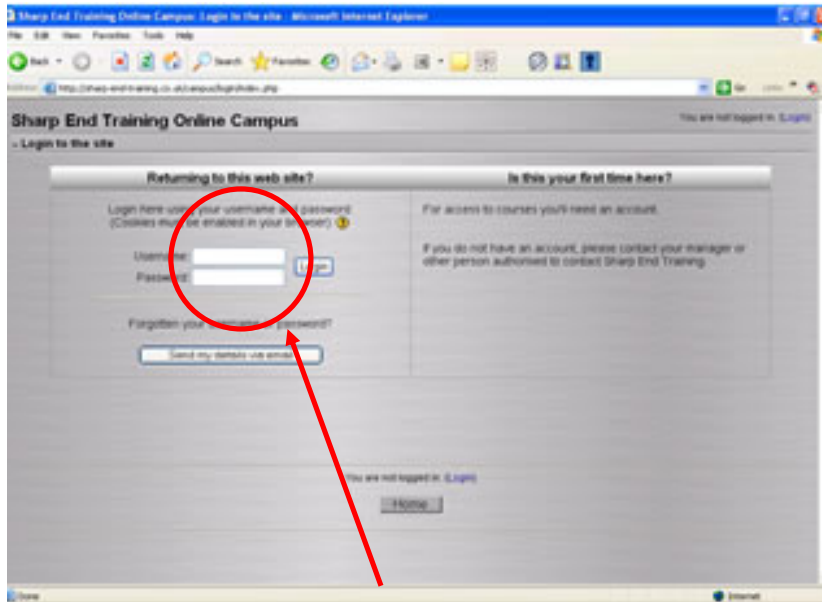 Sharp End Training Online Campus: Login to the site - Microsoft Internet Explorer
File Edit View Favorites Tools Help
Back Search Favorites
Go
Sharp End Training Online Campus
You are not logged in. (Login)
Login to the site
Returning to this web site?
Is this your first time here?
Login here using your username and password
(Cookies must be enabled in your browser)
For access to courses you'll need an account.
Username:
Login
Password:
If you do not have an account, please contact your manager or
other person authorised to contact Sharp End Training.
Forgotten your username or password?
Send my details via email
You are not logged in. (Login)
Home
Done
Internet